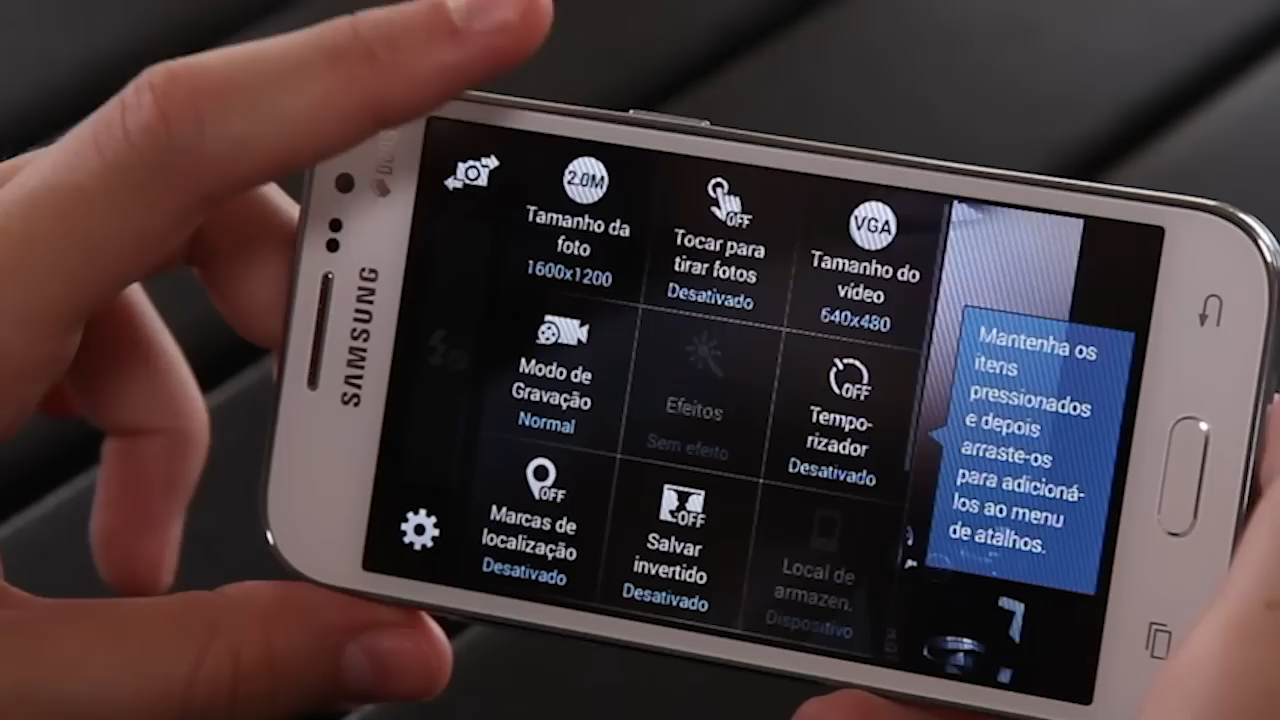 SAMSUNG
2.0M
Tamanho da
foto
1600x1200
OFF
Tocar para
tirar fotos
Desativado
VGA
Tamanho do
vídeo
640x480
Modo de
Gravação
Normal
Efeitos
Sem efeito
OFF
Tempo-
rizador
Desativado
OFF
Marcas de
localização
Desativado
OFF
Salvar
invertido
Desativado
Local de
armazen.
Dispositivo
Mantenha os
itens
pressionados
e depois
arraste-os
para adicioná-
los ao menu
de atalhos.